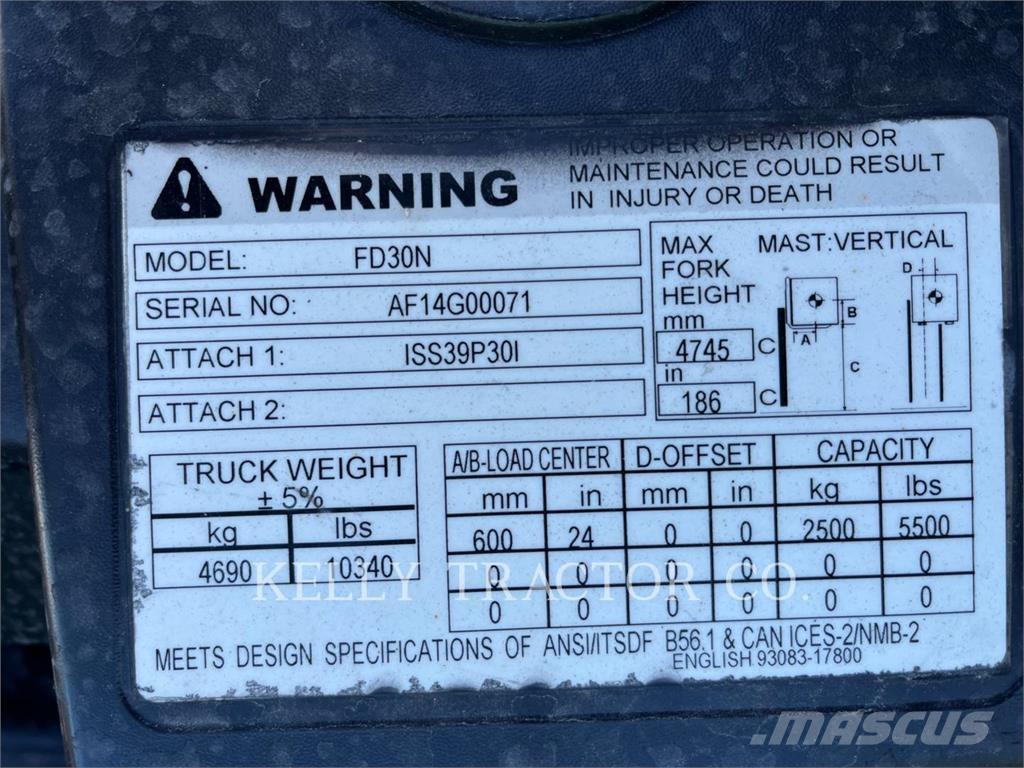 WARNING
IMPROPER OPERATION OR
MAINTENANCE COULD RESULT
IN INJURY OR DEATH
MODEL: FD30N
SERIAL NO: AF14G00071
ATTACH 1: ISS39P30I
ATTACH 2:
MAX MAST:VERTICAL
FORK
HEIGHT
mm
4745 C
in
186 C
A
B
C
D
TRUCK WEIGHT
± 5%
kg lbs
4690 10340
A/B-LOAD CENTER D-OFFSET CAPACITY
mm in mm in kg lbs
600 24 0 0 2500 5500
0 0 0 0 0 0
0 0 0 0 0 0
MEETS DESIGN SPECIFICATIONS OF ANSI/ITSDF B56.1 & CAN ICES-2/NMB-2
ENGLISH 93083-17800
KELLY TRACTOR CO.
MASCUS